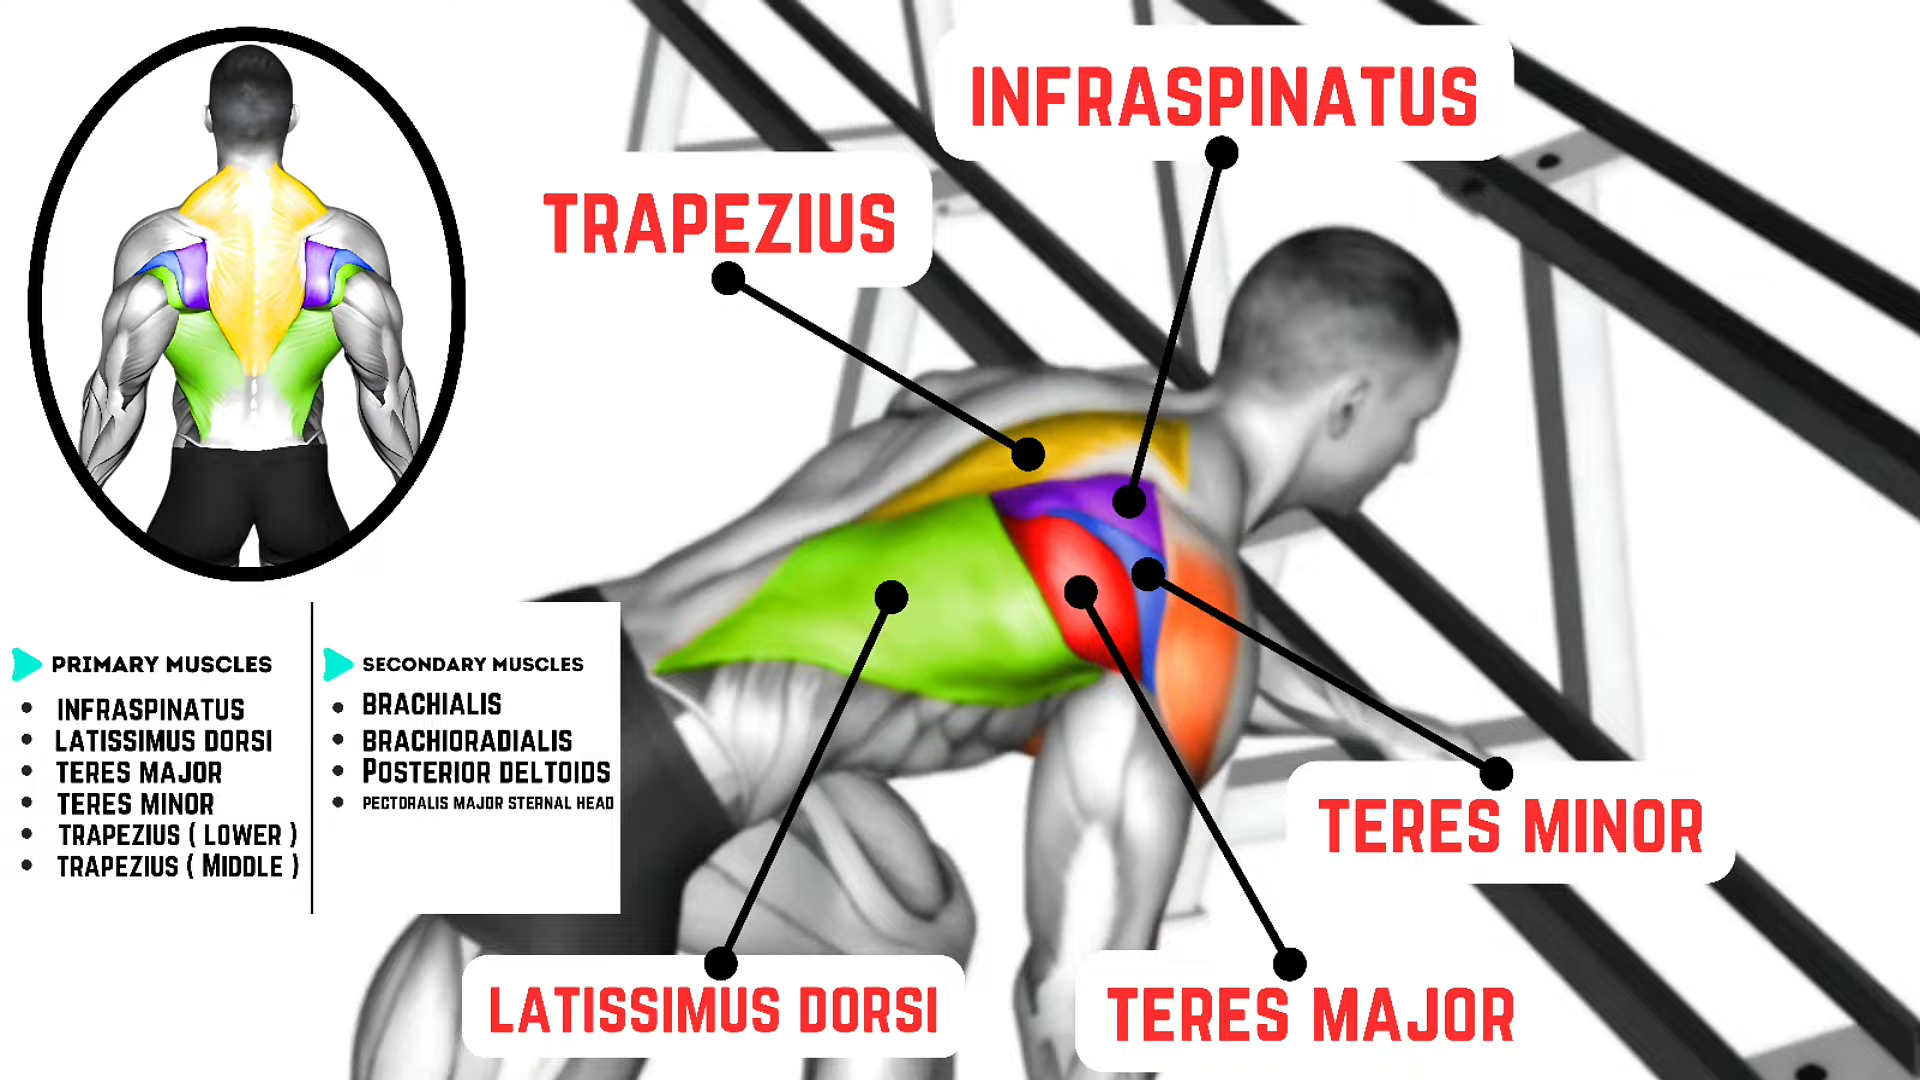 INFRASPINATUS
TRAPEZIUS
PRIMARY MUSCLES
INFRASPINATUS
LATISSIMUS DORSI
TERES MAJOR
TERES MINOR
TRAPEZIUS ( LOWER )
TRAPEZIUS ( MIDDLE )
SECONDARY MUSCLES
BRACHIALIS
BRACHIORADIALIS
POSTERIOR DELTOIDS
PECTORALIS MAJOR STERNAL HEAD
TERES MINOR
LATISSIMUS DORSI
TERES MAJOR